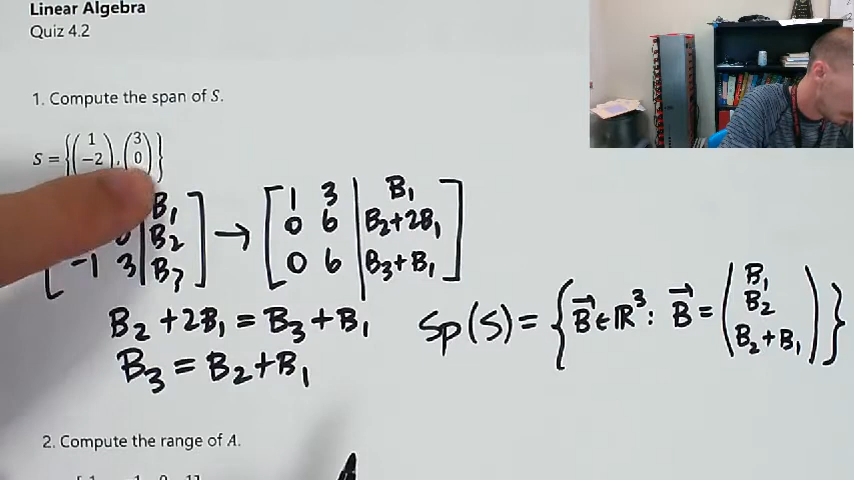 Linear Algebra
Quiz 4.2
1. Compute the span of S.
S = {( 1 -2 ), ( 3 0
B₁
B₂
-1 3 | B₃ ] → [ 1 3 | B₁
0 6 | B₂+2B₁
0 6 | B₃+B₁ ]
B₂ + 2B₁ = B₃ + B₁
B₃ = B₂ + B₁
Sp(S) = { B⃗ ∈ ℝ³ : B⃗ = ( B₁
B₂
B₂ + B₁ ) }
2. Compute the range of A.